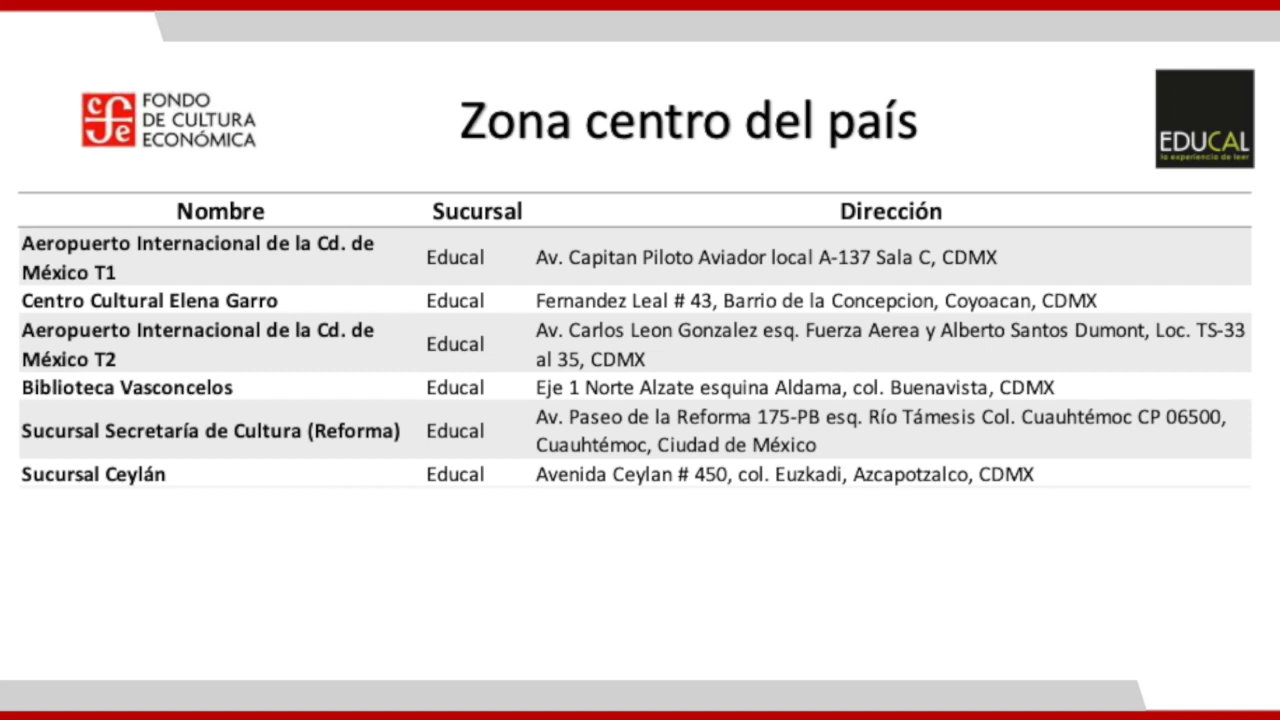 cfe
FONDO
DE CULTURA
ECONÓMICA
Zona centro del país
EDUCAL
la experiencia de leer
Nombre Sucursal Dirección
Aeropuerto Internacional de la Cd. de
México T1
Educal
Av. Capitan Piloto Aviador local A-137 Sala C, CDMX
Centro Cultural Elena Garro Educal Fernandez Leal # 43, Barrio de la Concepcion, Coyoacan, CDMX
Aeropuerto Internacional de la Cd. de
México T2
Educal
Av. Carlos Leon Gonzalez esq. Fuerza Aerea y Alberto Santos Dumont, Loc. TS-33
al 35, CDMX
Biblioteca Vasconcelos Educal Eje 1 Norte Alzate esquina Aldama, col. Buenavista, CDMX
Sucursal Secretaría de Cultura (Reforma) Educal
Av. Paseo de la Reforma 175-PB esq. Río Támesis Col. Cuauhtémoc CP 06500,
Cuauhtémoc, Ciudad de México
Sucursal Ceylán Educal Avenida Ceylan # 450, col. Euzkadi, Azcapotzalco, CDMX